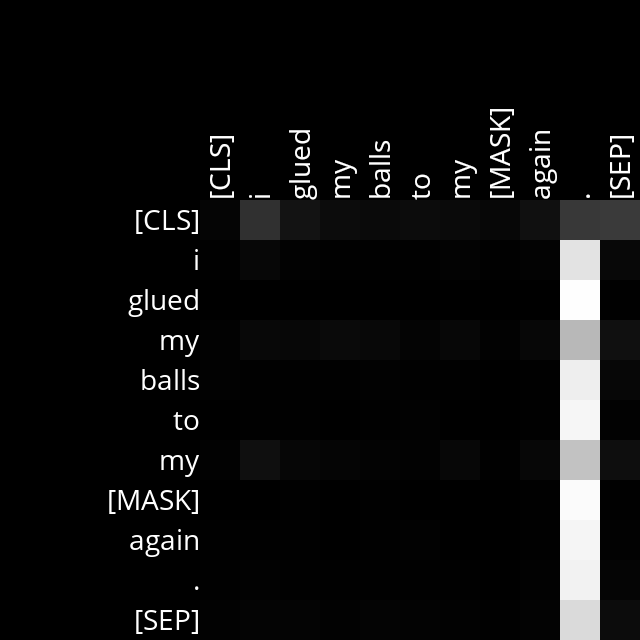 [CLS] i glued my balls to my [MASK] again . [SEP]
[CLS]
i
glued
my
balls
to
my
[MASK]
again
.
[SEP]